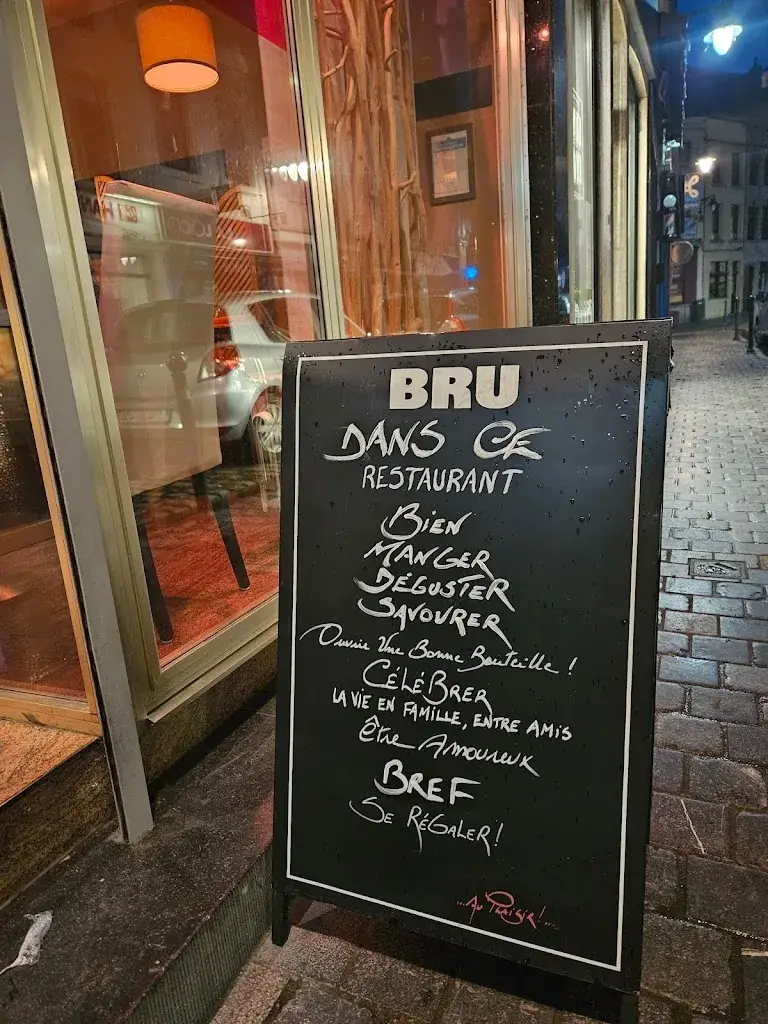 BRU
DANS CE
RESTAURANT
BIEN
MANGER
DÉGUSTER
SAVOURER
Ouvrir Une Bonne Bouteille !
CÉLÉBRER
LA VIE EN FAMILLE, ENTRE AMIS
Être Amoureux
BREF
SE RÉGALER!
...Au Plaisir!...